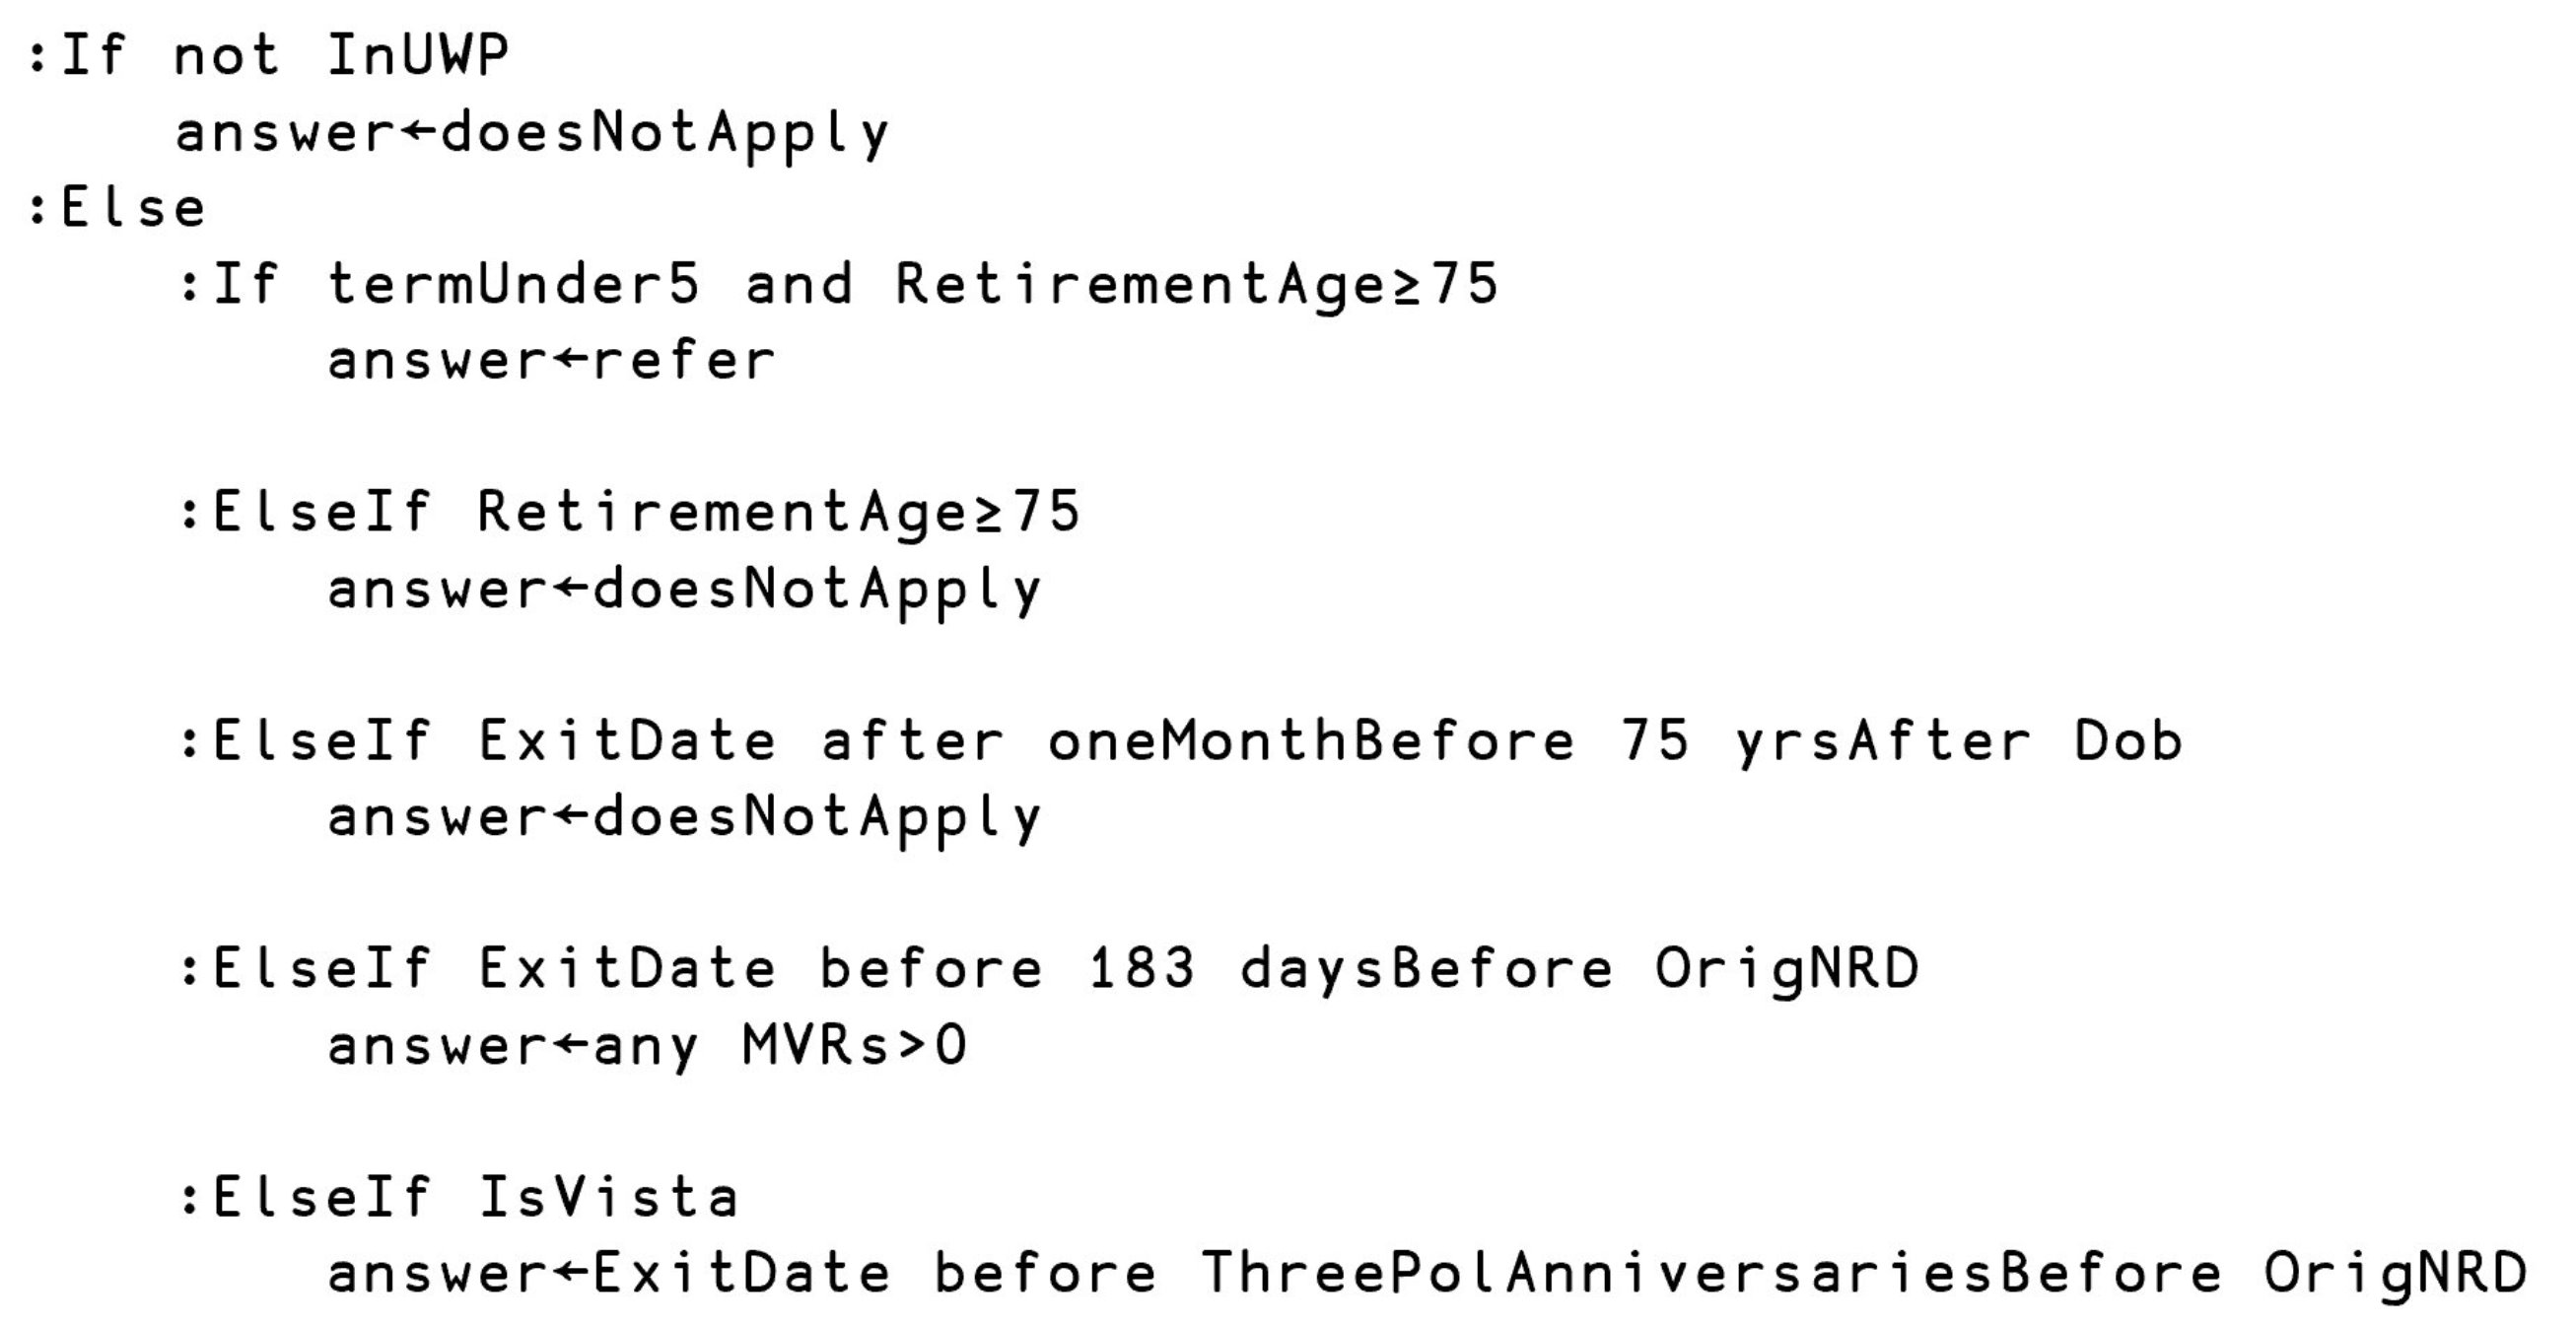 :If not InUWP
    answer←doesNotApply
:Else
    :If termUnder5 and RetirementAge≥75
        answer←refer
    :ElseIf RetirementAge≥75
        answer←doesNotApply
    :ElseIf ExitDate after oneMonthBefore 75 yrsAfter Dob
        answer←doesNotApply
    :ElseIf ExitDate before 183 daysBefore OrigNRD
        answer←any MVRs>0
    :ElseIf IsVista
        answer←ExitDate before ThreePolAnniversariesBefore OrigNRD